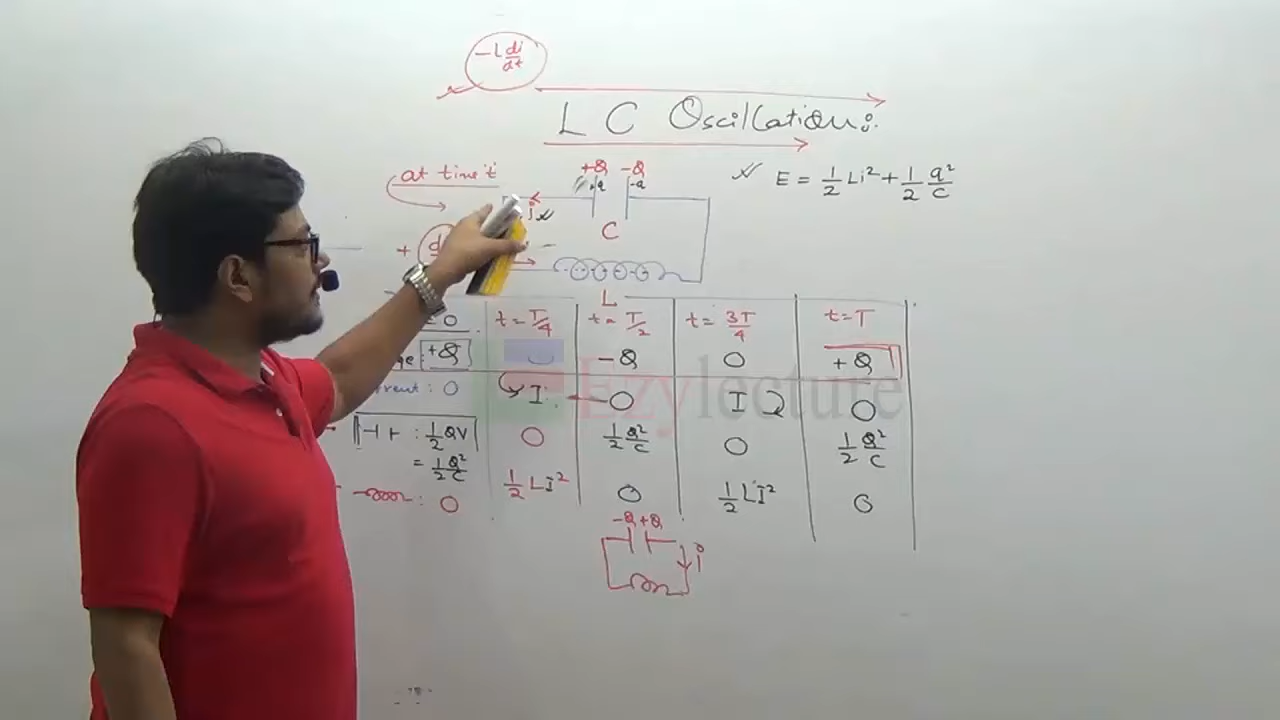 -L di/dt
L C Oscillations:
at time 't'
+Q -Q
+q -q
E = 1/2 Li² + 1/2 q²/C
i
C
+
L
= 0 t = T/4 t = T/2 t = 3T/4 t = T
+Q -Q 0 +Q
: 0 I 0 I 0
: 1/2 QV 0 1/2 Q²/C 0 1/2 Q²/C
= 1/2 Q²/C
: 0 1/2 LI² 0 1/2 LI² 0
-Q +Q
i
Ezylecture